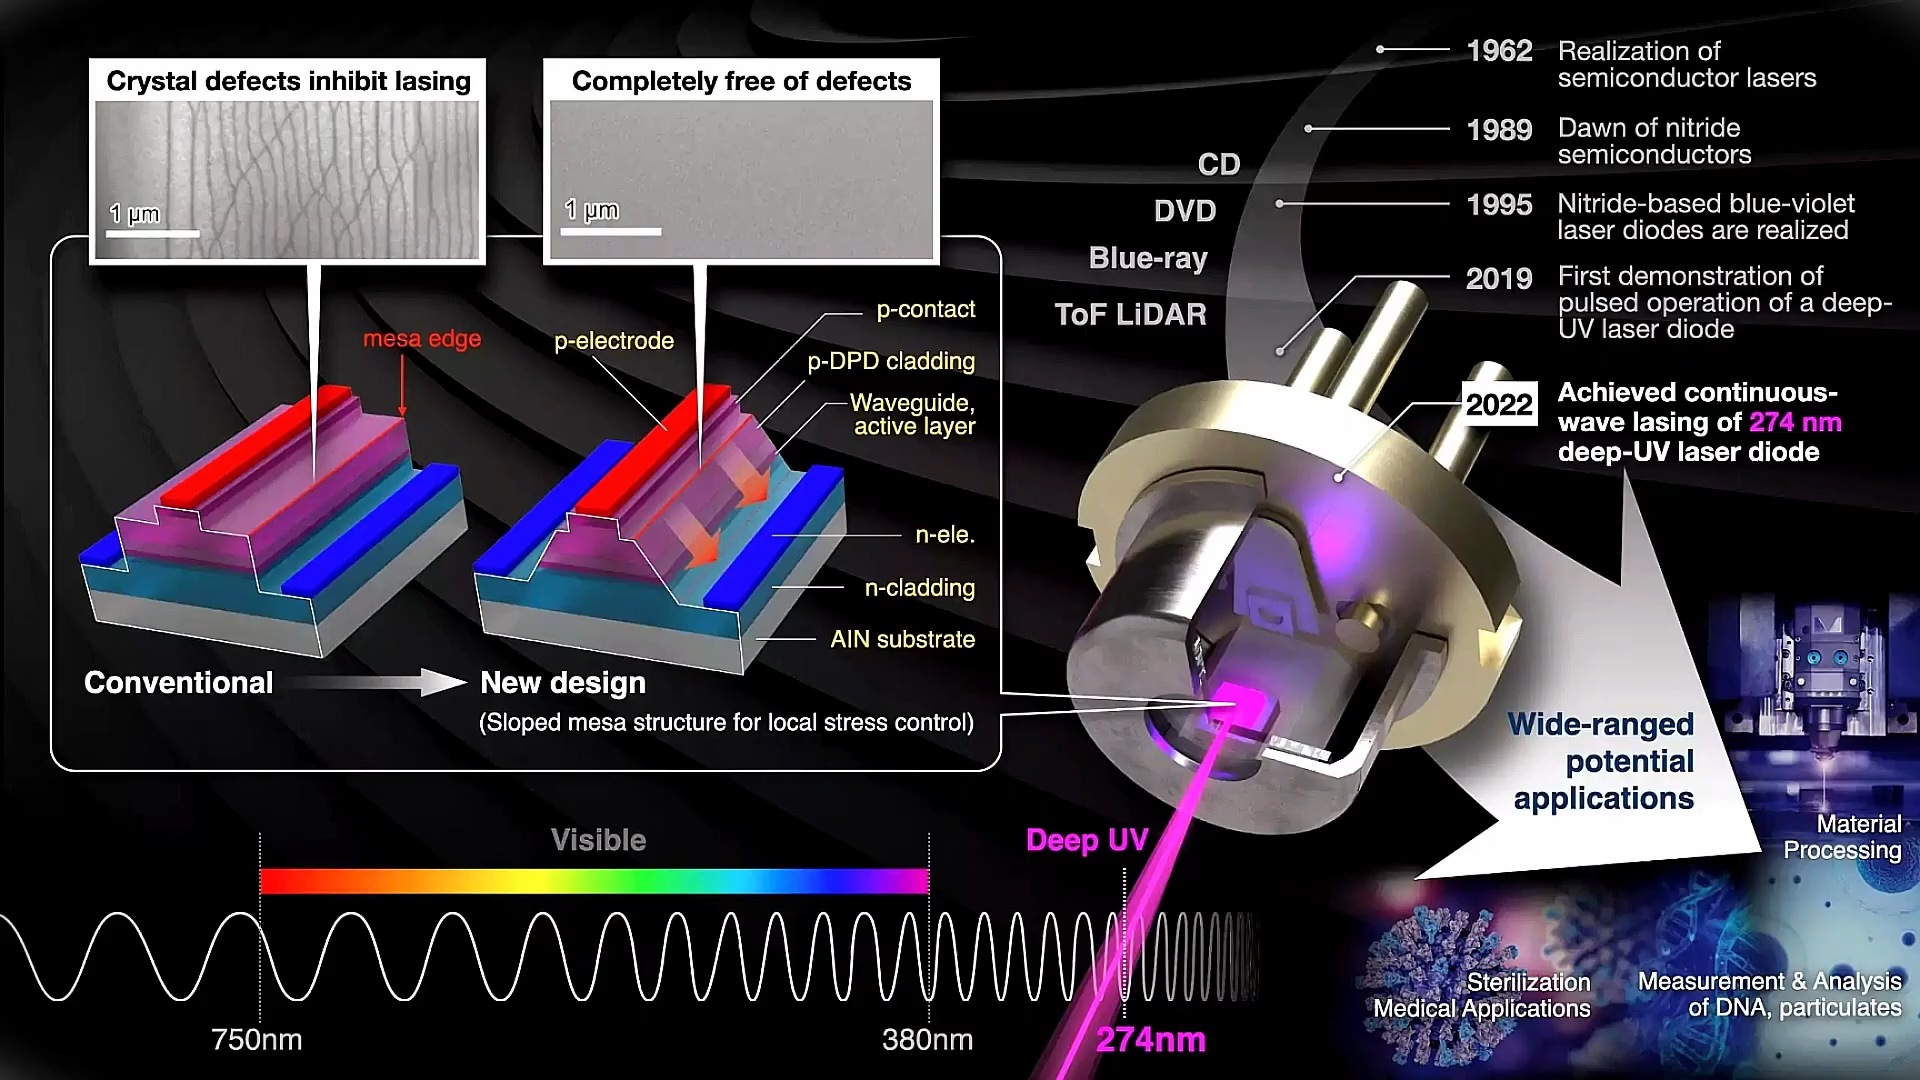 Crystal defects inhibit lasing
1 µm
Completely free of defects
1 µm
mesa edge
p-electrode
p-contact
p-DPD cladding
Waveguide,
active layer
n-ele.
n-cladding
AlN substrate
Conventional
New design
(Sloped mesa structure for local stress control)
CD
DVD
Blue-ray
ToF LiDAR
1962
Realization of
semiconductor lasers
1989
Dawn of nitride
semiconductors
1995
Nitride-based blue-violet
laser diodes are realized
2019
First demonstration of
pulsed operation of a deep-
UV laser diode
2022
Achieved continuous-
wave lasing of 274 nm
deep-UV laser diode
Wide-ranged
potential
applications
Material
Processing
Sterilization
Medical Applications
Measurement & Analysis
of DNA, particulates
Visible
Deep UV
750nm
380nm
274nm